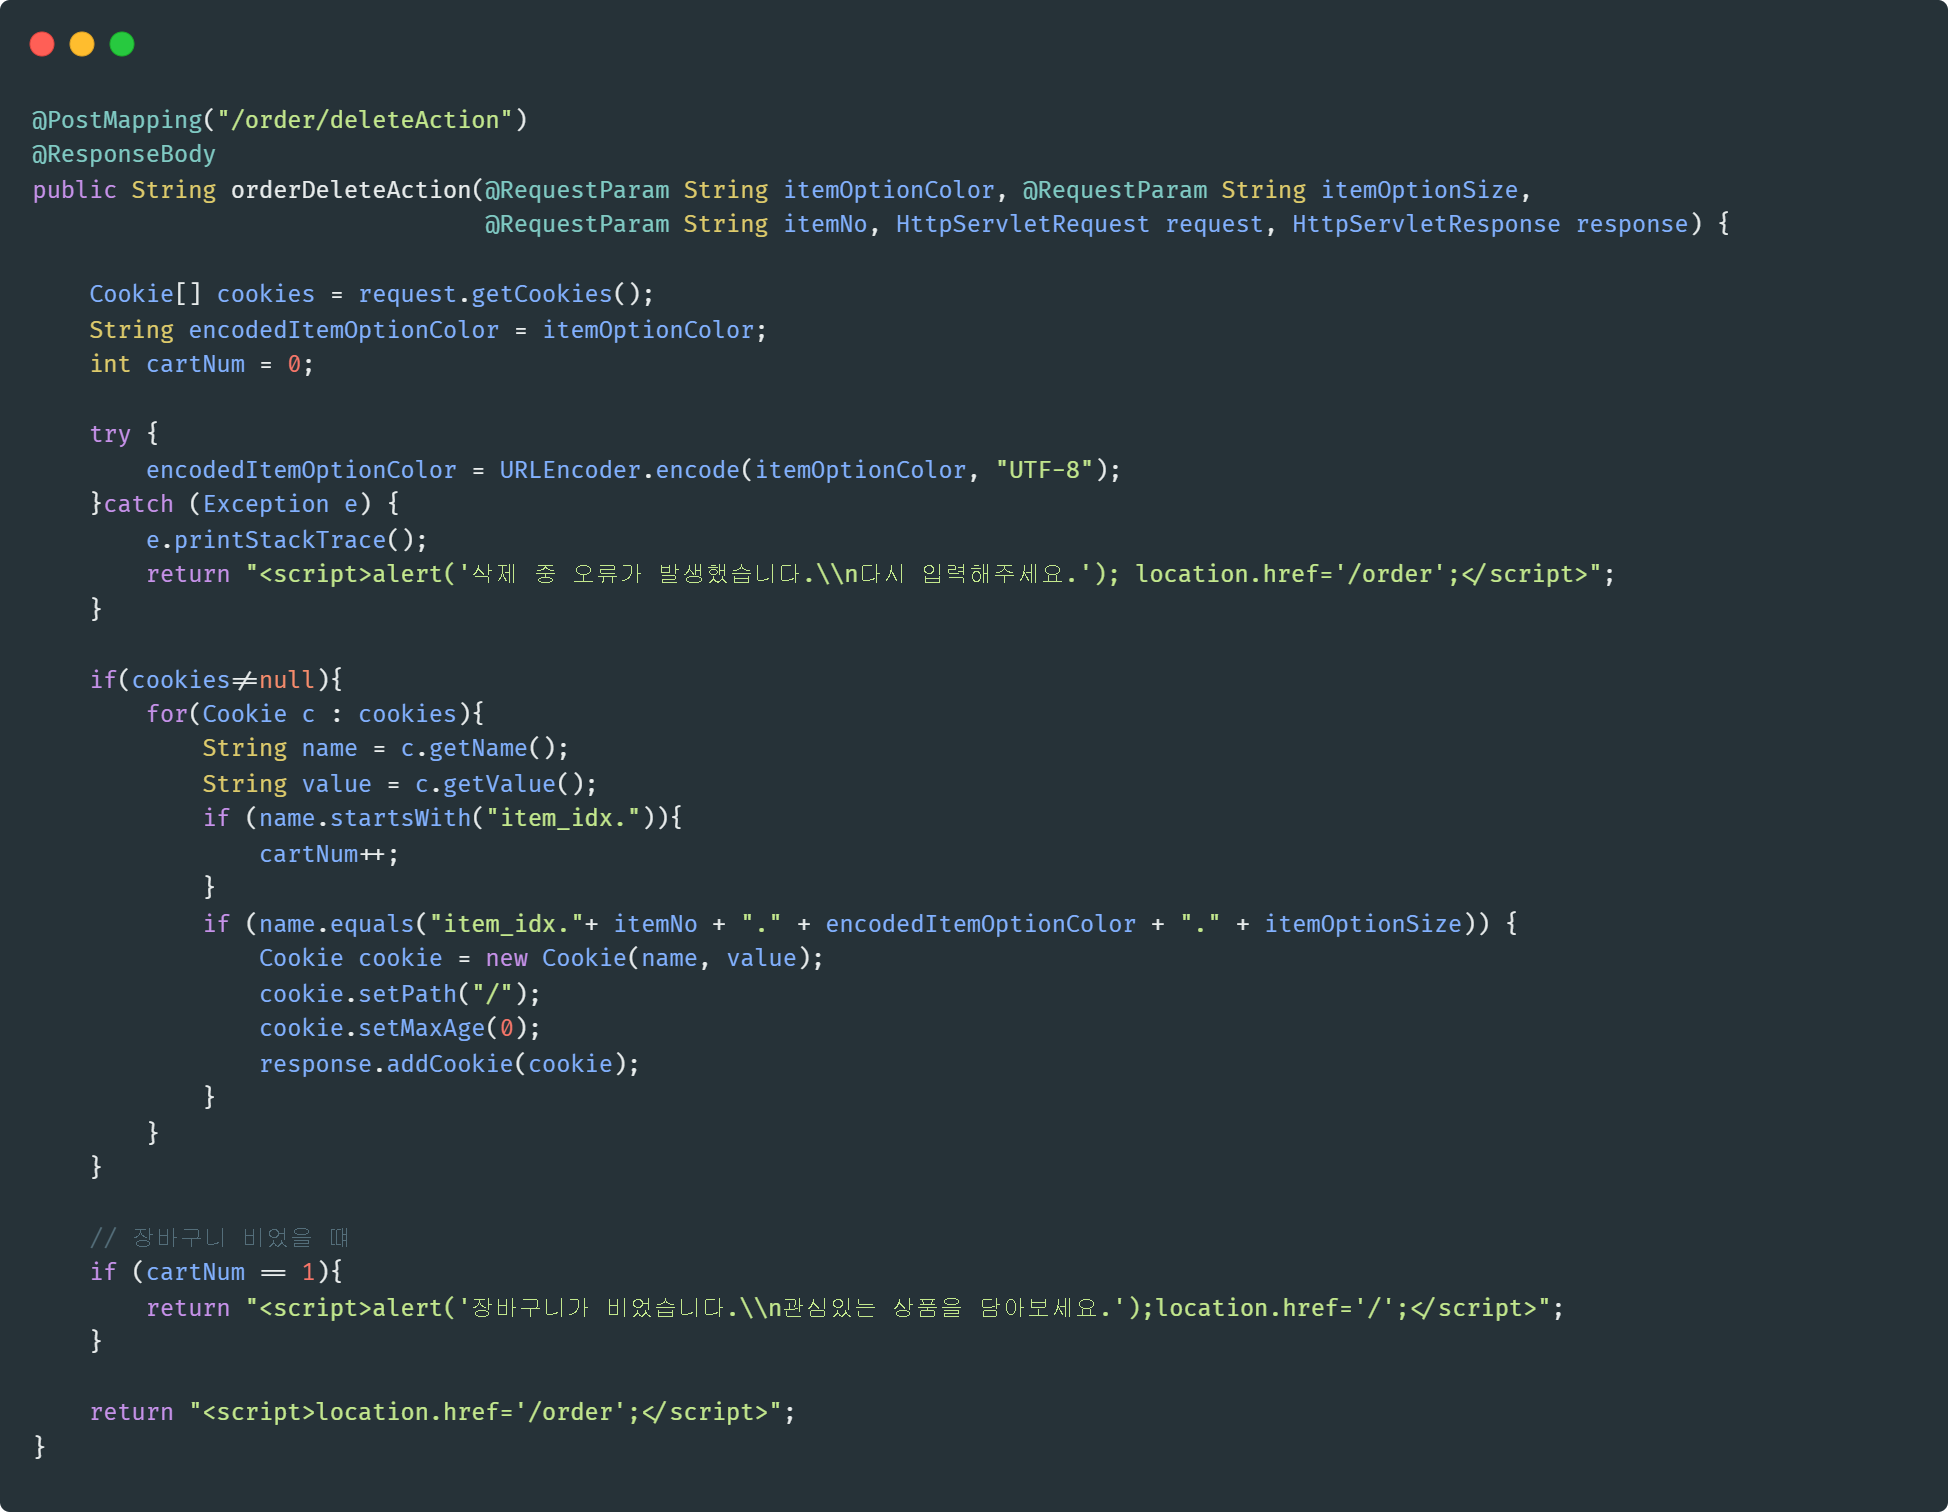 @PostMapping("/order/deleteAction")
@ResponseBody
public String orderDeleteAction(@RequestParam String itemOptionColor, @RequestParam String itemOptionSize,
                                @RequestParam String itemNo, HttpServletRequest request, HttpServletResponse response) {

    Cookie[] cookies = request.getCookies();
    String encodedItemOptionColor = itemOptionColor;
    int cartNum = 0;

    try {
        encodedItemOptionColor = URLEncoder.encode(itemOptionColor, "UTF-8");
    }catch (Exception e) {
        e.printStackTrace();
        return "<script>alert('삭제 중 오류가 발생했습니다.\\n다시 입력해주세요.'); location.href='/order';</script>";
    }

    if(cookies!=null){
        for(Cookie c : cookies){
            String name = c.getName();
            String value = c.getValue();
            if (name.startsWith("item_idx.")){
                cartNum++;
            }
            if (name.equals("item_idx."+ itemNo + "." + encodedItemOptionColor + "." + itemOptionSize)) {
                Cookie cookie = new Cookie(name, value);
                cookie.setPath("/");
                cookie.setMaxAge(0);
                response.addCookie(cookie);
            }
        }
    }

    // 장바구니 비었을 떄
    if (cartNum == 1){
        return "<script>alert('장바구니가 비었습니다.\\n관심있는 상품을 담아보세요.');location.href='/';</script>";
    }

    return "<script>location.href='/order';</script>";
}